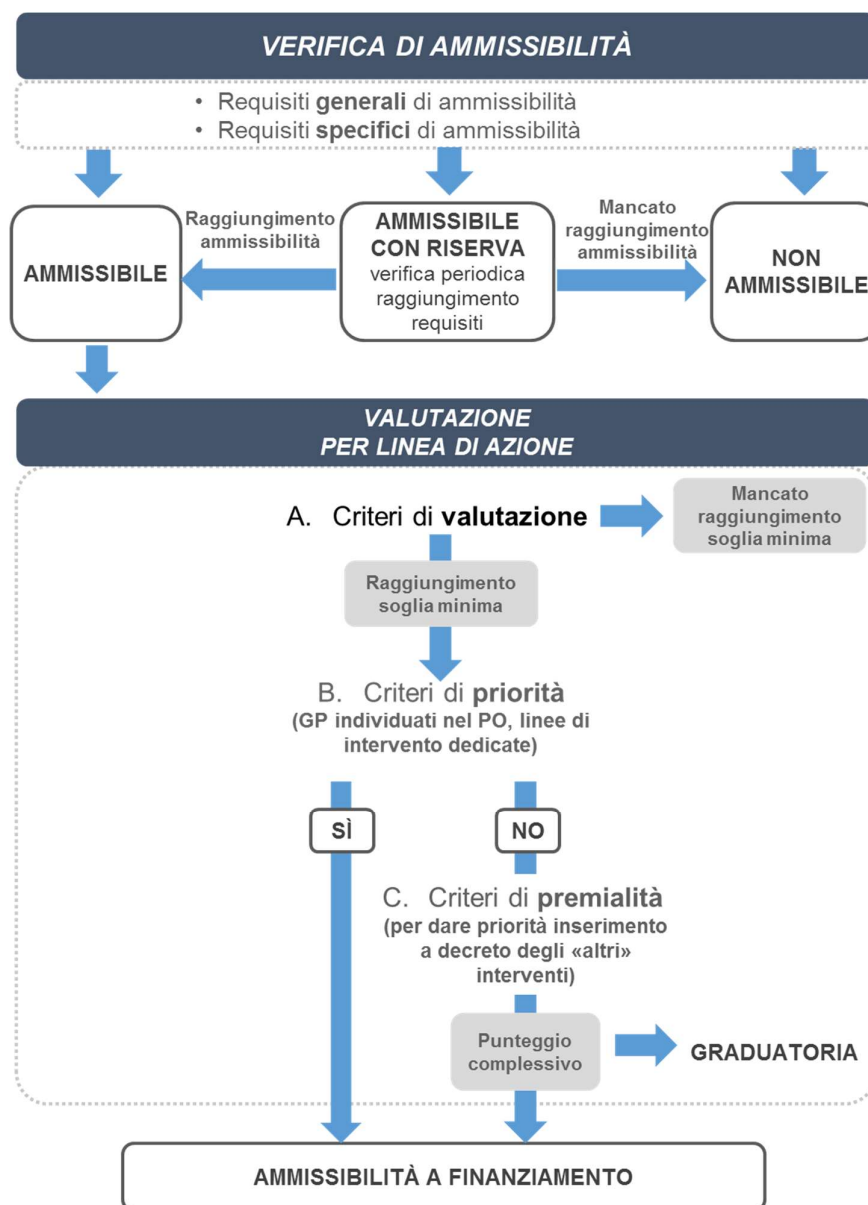 VERIFICA DI AMMISSIBILITÀ
• Requisiti generali di ammissibilità
• Requisiti specifici di ammissibilità
AMMISSIBILE
Raggiungimento
ammissibilità
AMMISSIBILE
CON RISERVA
verifica periodica
raggiungimento
requisiti
Mancato
raggiungimento
ammissibilità
NON
AMMISSIBILE
VALUTAZIONE
PER LINEA DI AZIONE
A. Criteri di valutazione
Mancato
raggiungimento
soglia minima
Raggiungimento
soglia minima
B. Criteri di priorità
(GP individuati nel PO, linee di
intervento dedicate)
SÌ
NO
C. Criteri di premialità
(per dare priorità inserimento
a decreto degli «altri»
interventi)
Punteggio
complessivo
GRADUATORIA
AMMISSIBILITÀ A FINANZIAMENTO